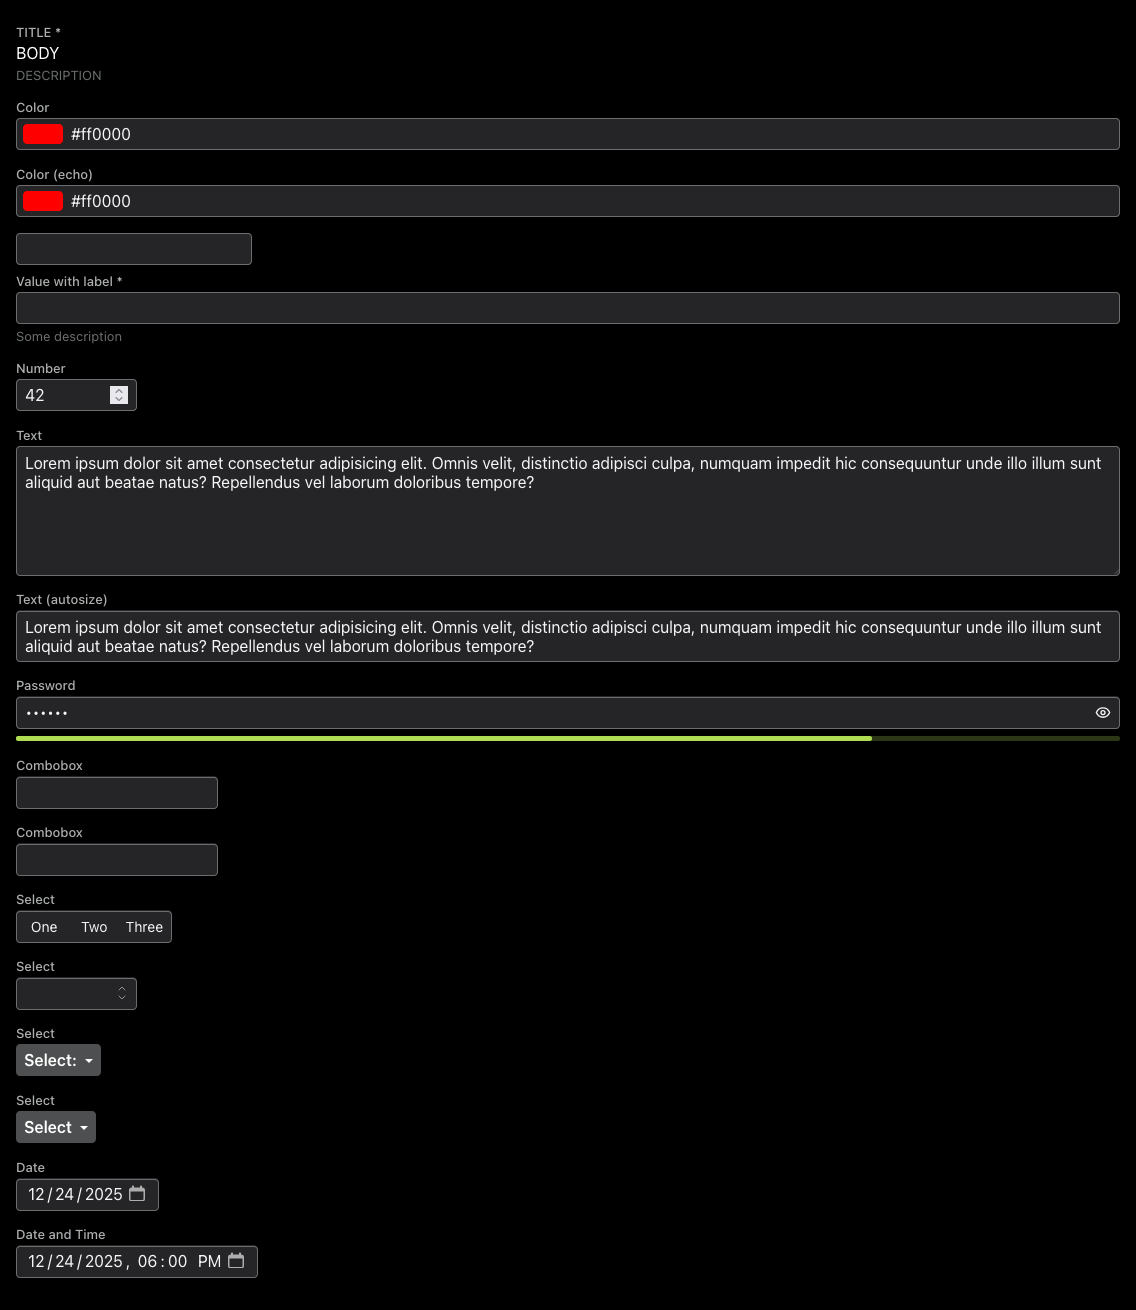 TITLE *
BODY
DESCRIPTION
Color
#ff0000
Color (echo)
#ff0000
Value with label *
Some description
Number
42
Text
Lorem ipsum dolor sit amet consectetur adipisicing elit. Omnis velit, distinctio adipisci culpa, numquam impedit hic consequuntur unde illo illum sunt
aliquid aut beatae natus? Repellendus vel laborum doloribus tempore?
Text (autosize)
Lorem ipsum dolor sit amet consectetur adipisicing elit. Omnis velit, distinctio adipisci culpa, numquam impedit hic consequuntur unde illo illum sunt
aliquid aut beatae natus? Repellendus vel laborum doloribus tempore?
Password
••••••
Combobox
Combobox
Select
One Two Three
Select
Select
Select:
Select
Select
Date
12/24/2025
Date and Time
12/24/2025, 06:00 PM